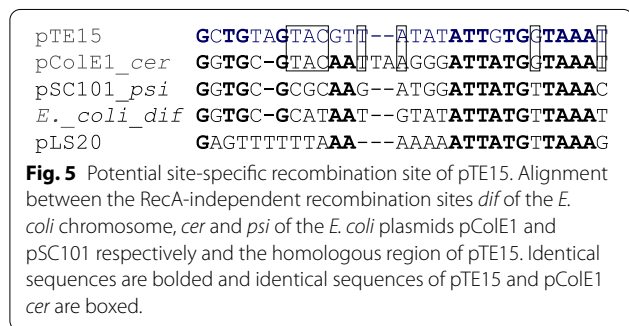 pTE15 GCTGTAGTACGTT--ATATATTGTGGTAAAT
pColE1_cer GGTGC-GTACAATTAAGGGATTATGGTAAAT
pSC101_psi GGTGC-GCGCAAG-ATGGATTATGTTAAAC
E._coli_dif GGTGC-GCATAAT-GTATATTATGTTAAAT
pLS20 GAGTTTTTTAAA---AAAAATTATGTTAAAG
Fig. 5 Potential site-specific recombination site of pTE15. Alignment
between the RecA-independent recombination sites dif of the E.
coli chromosome, cer and psi of the E. coli plasmids pColE1 and
pSC101 respectively and the homologous region of pTE15. Identical
sequences are bolded and identical sequences of pTE15 and pColE1
cer are boxed.